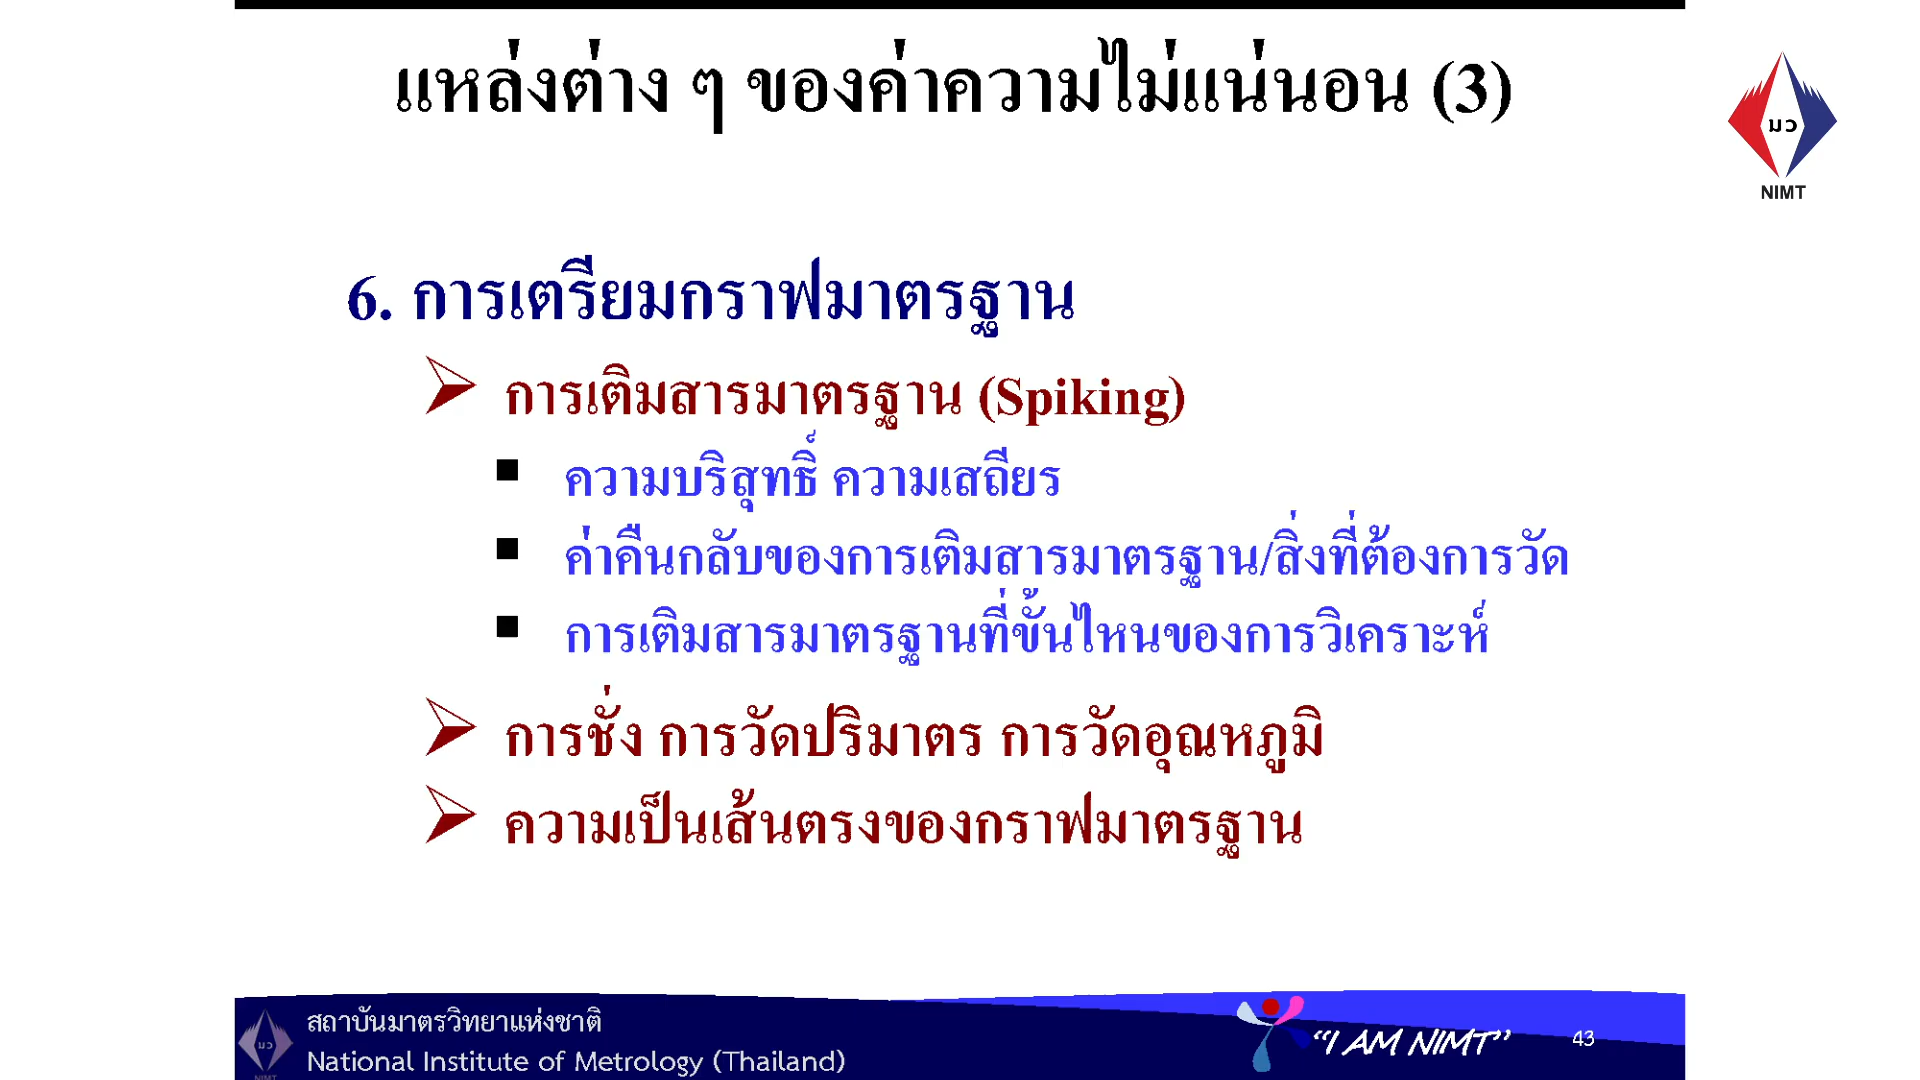 แหล่งต่าง ๆ ของค่าความไม่แน่นอน (3)
มว
NIMT
6. การเตรียมกราฟมาตรฐาน
การเติมสารมาตรฐาน (Spiking)
ความบริสุทธิ์ ความเสถียร
ค่าคืนกลับของการเติมสารมาตรฐาน/สิ่งที่ต้องการวัด
การเติมสารมาตรฐานที่ขั้นไหนของการวิเคราะห์
การชั่ง การวัดปริมาตร การวัดอุณหภูมิ
ความเป็นเส้นตรงของกราฟมาตรฐาน
มว
NIMT
สถาบันมาตรวิทยาแห่งชาติ
National Institute of Metrology (Thailand)
“I AM NIMT”
43